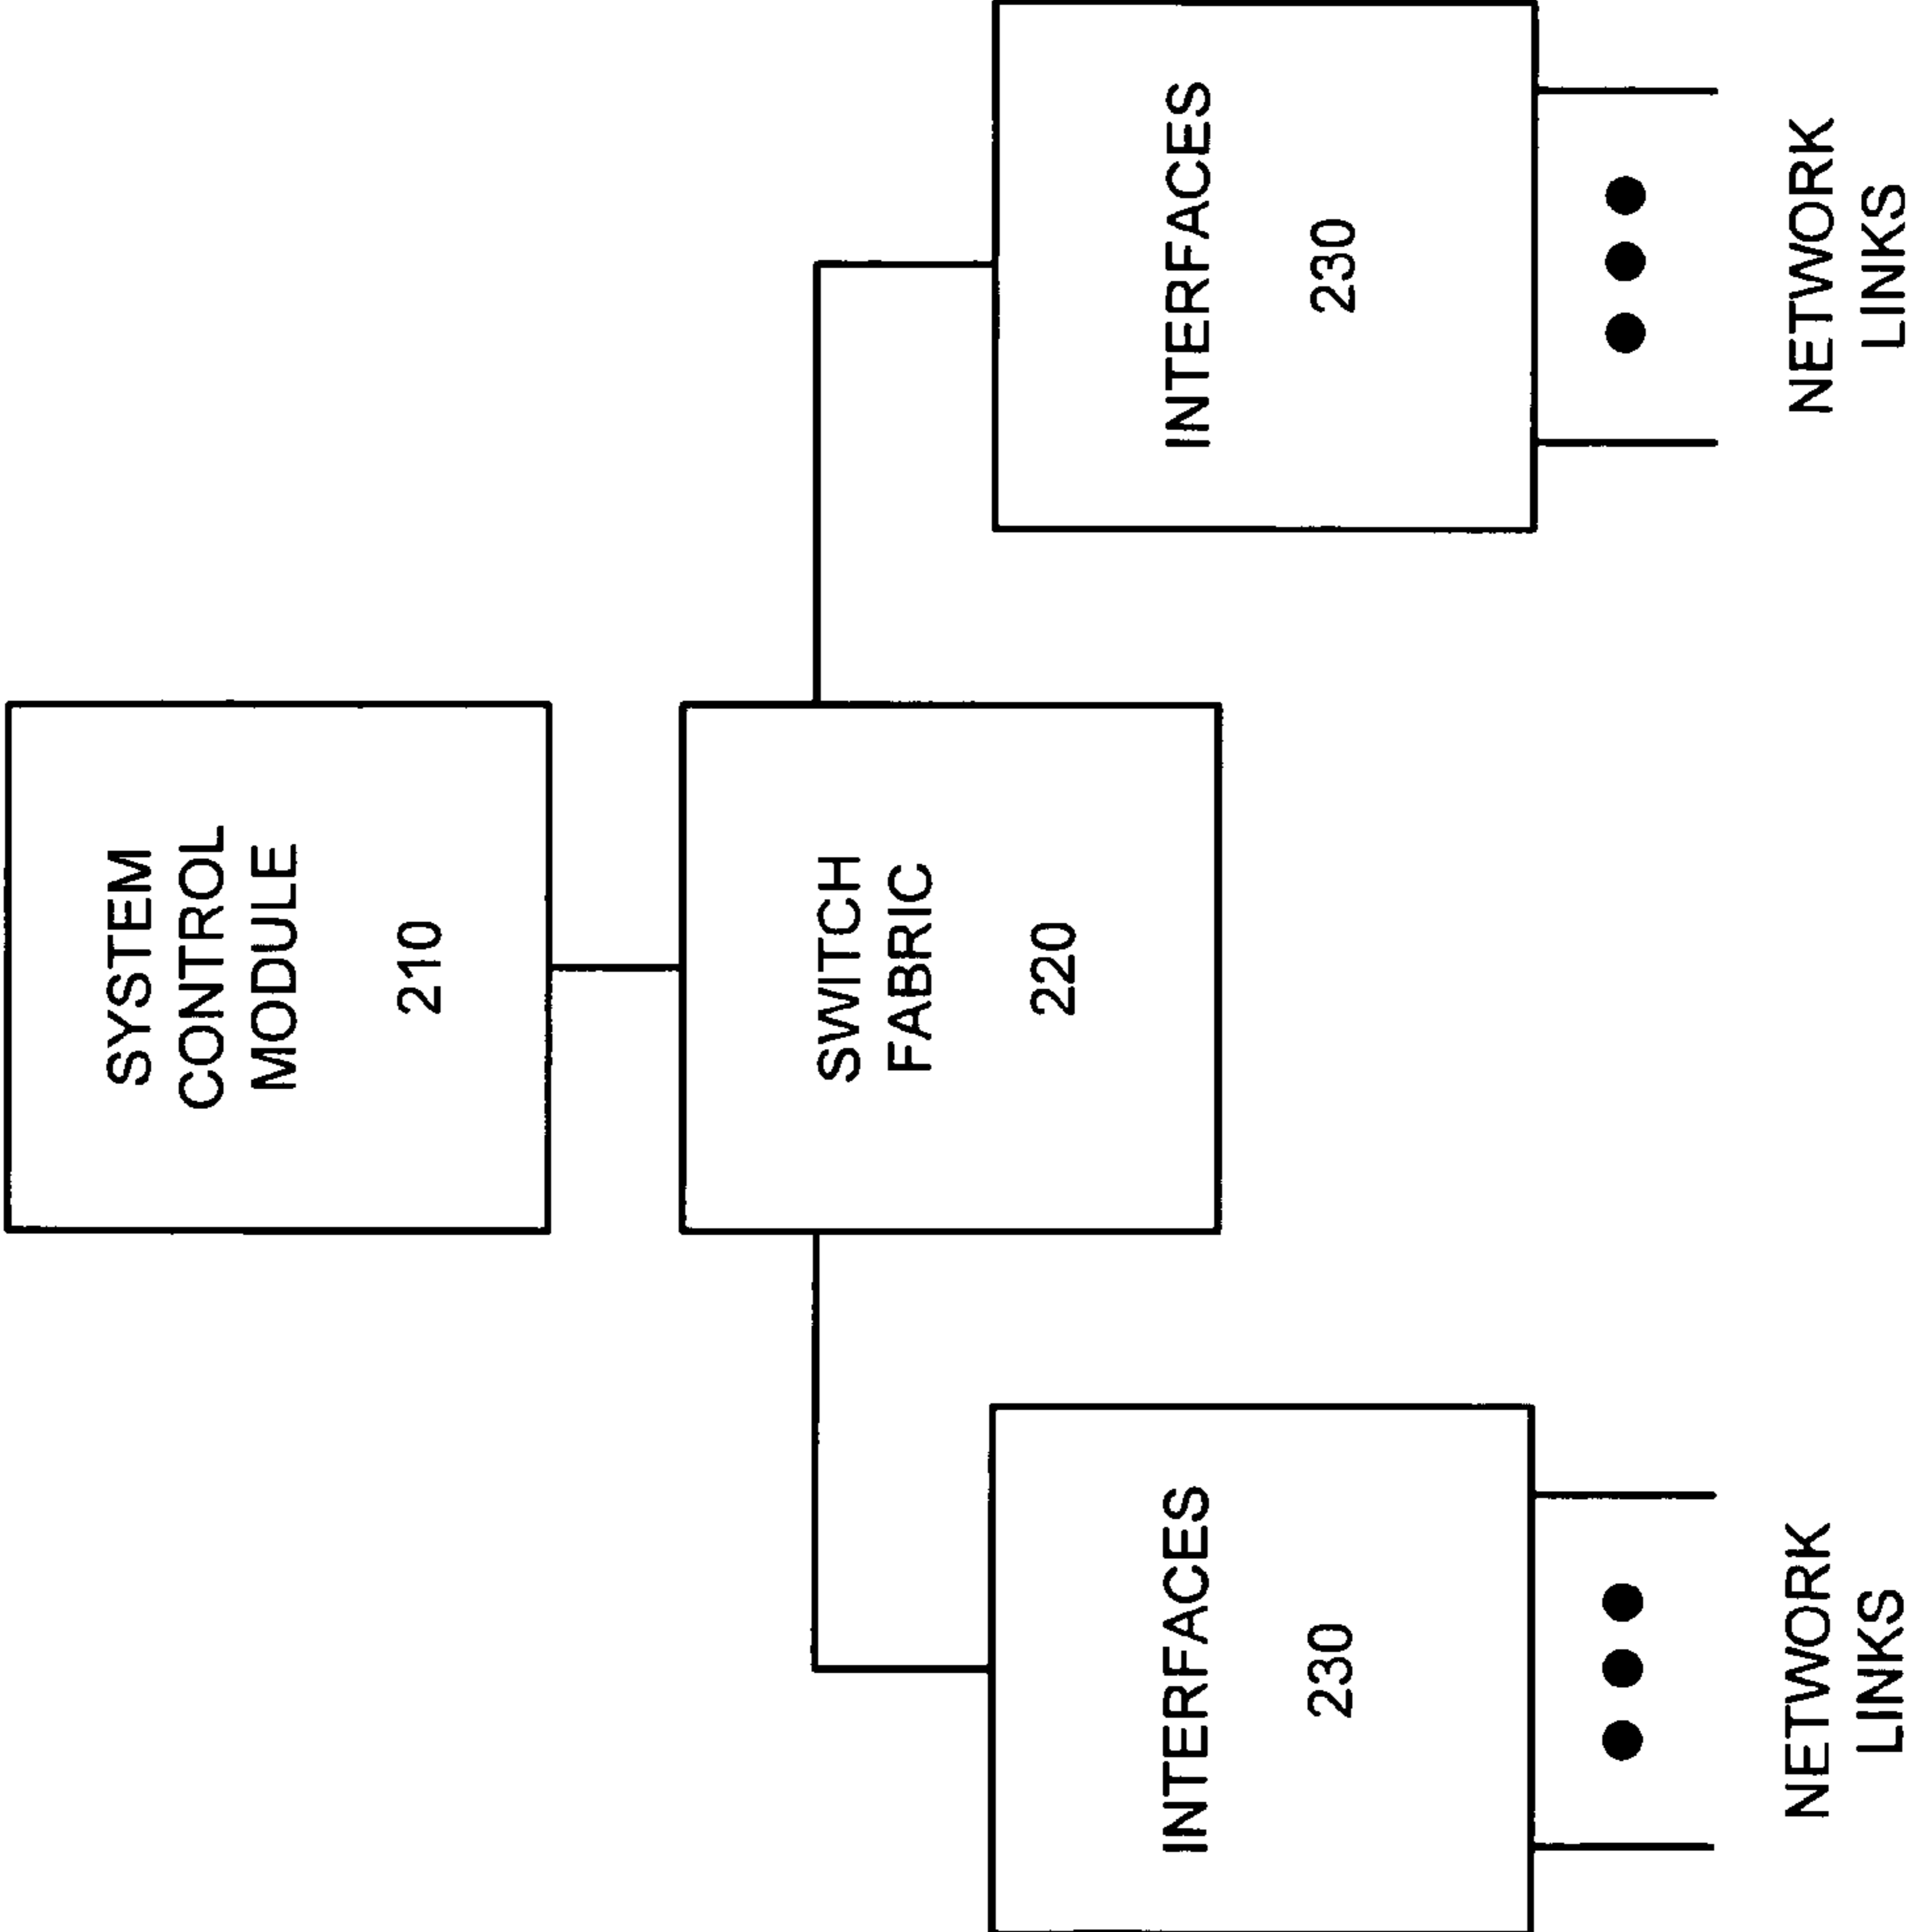 SYSTEM
CONTROL
MODULE
210
SWITCH
FABRIC
220
INTERFACES
230
INTERFACES
230
NETWORK
LINKS
NETWORK
LINKS